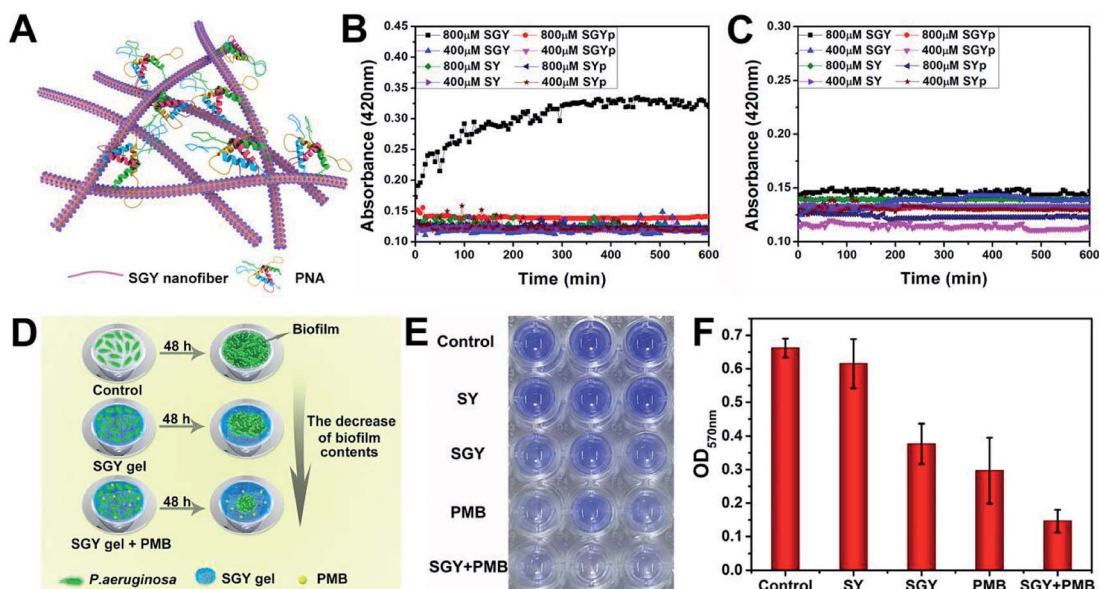 A
SGY nanofiber
PNA
B
Absorbance (420nm)
0.45
0.40
0.35
0.30
0.25
0.20
0.15
0.10
800μM SGY 800μM SGYp
400μM SGY 400μM SGYp
800μM SY 800μM SYp
400μM SY 400μM SYp
0 100 200 300 400 500 600
Time (min)
C
Absorbance (420nm)
0.30
0.25
0.20
0.15
0.10
800μM SGY 800μM SGYp
400μM SGY 400μM SGYp
800μM SY 800μM SYp
400μM SY 400μM SYp
0 100 200 300 400 500 600
Time (min)
D
Biofilm
48 h
Control
48 h
SGY gel
48 h
SGY gel + PMB
The decrease
of biofilm
contents
P.aeruginosa SGY gel PMB
E
Control
SY
SGY
PMB
SGY+PMB
F
OD570nm
0.7
0.6
0.5
0.4
0.3
0.2
0.1
0.0
Control SY SGY PMB SGY+PMB